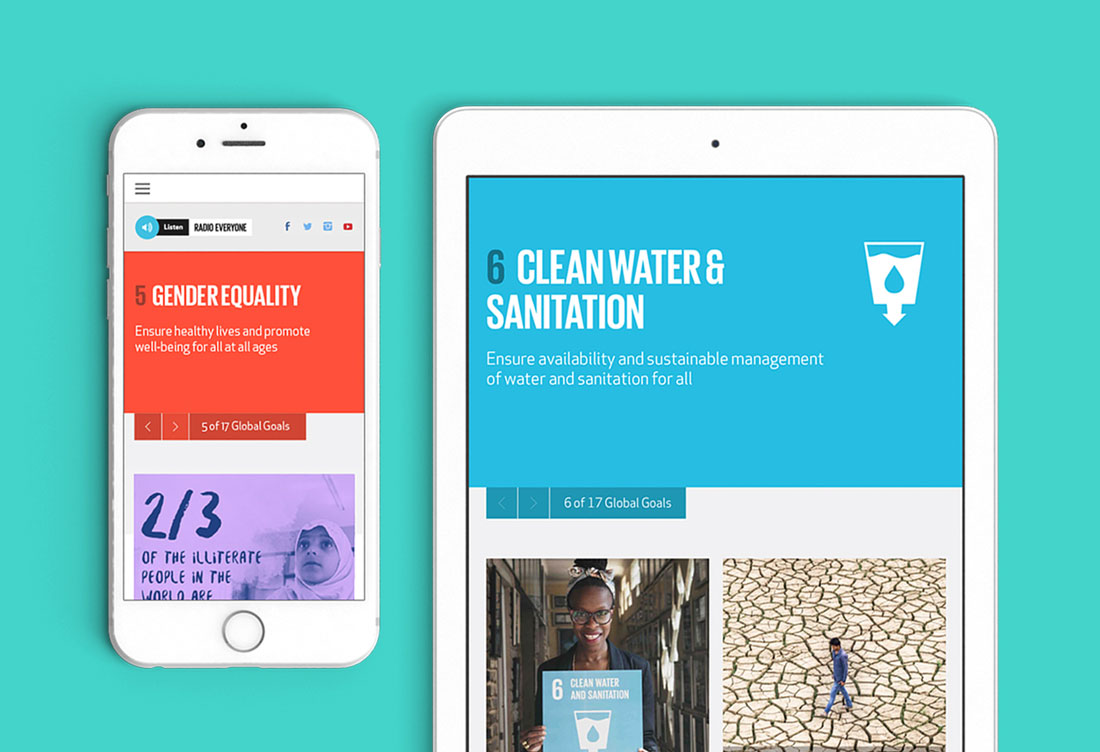 Listen RADIO EVERYONE
5 GENDER EQUALITY
Ensure healthy lives and promote
well-being for all at all ages
5 of 17 Global Goals
2/3
OF THE ILLITERATE
PEOPLE IN THE
WORLD ARE
6 CLEAN WATER &
SANITATION
Ensure availability and sustainable management
of water and sanitation for all
6 of 17 Global Goals
6 CLEAN WATER
AND SANITATION